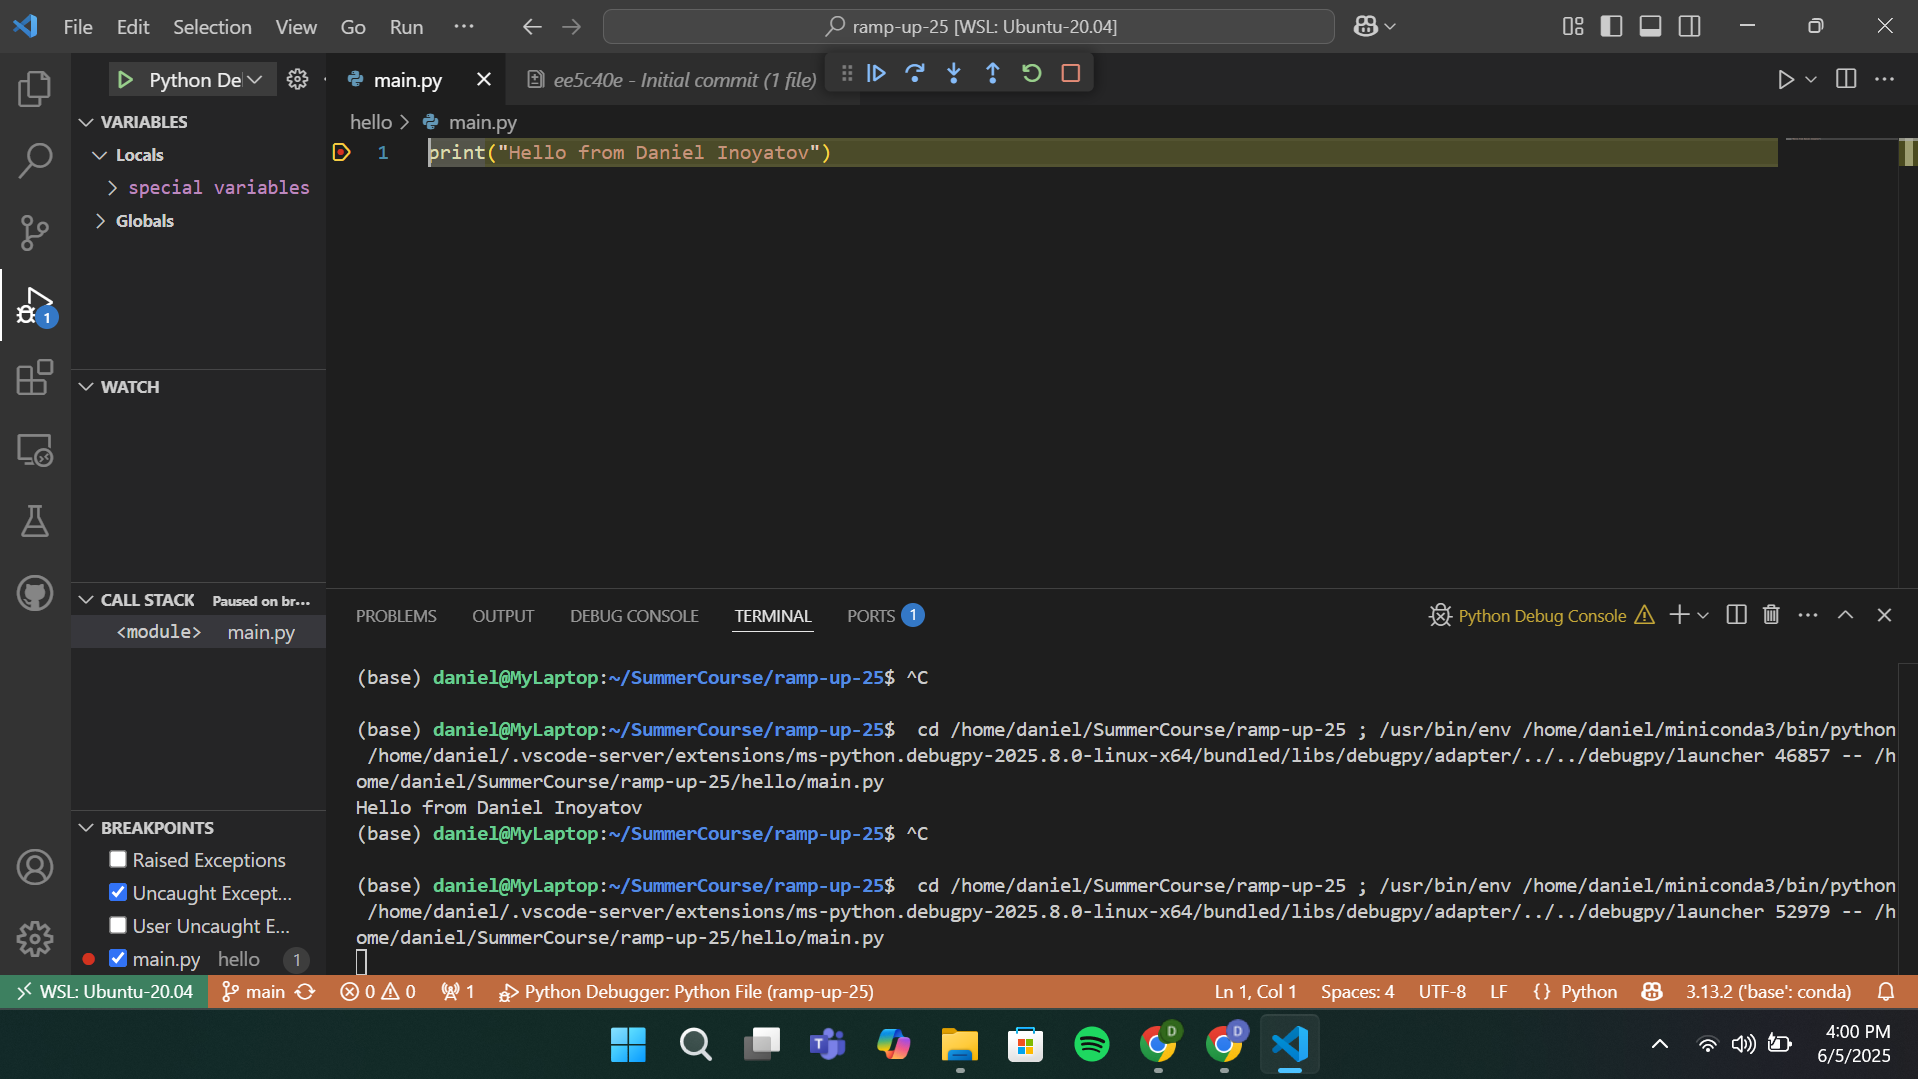 File Edit Selection View Go Run ···
ramp-up-25 [WSL: Ubuntu-20.04]
Python De
main.py
ee5c40e - Initial commit (1 file)
VARIABLES
Locals
special variables
Globals
hello > main.py
1 print("Hello from Daniel Inoyatov")
1
WATCH
CALL STACK Paused on br...
<module> main.py
BREAKPOINTS
Raised Exceptions
Uncaught Except...
User Uncaught E...
main.py hello 1
PROBLEMS OUTPUT DEBUG CONSOLE TERMINAL PORTS 1
Python Debug Console
(base) daniel@MyLaptop:~/SummerCourse/ramp-up-25$ ^C
(base) daniel@MyLaptop:~/SummerCourse/ramp-up-25$  cd /home/daniel/SummerCourse/ramp-up-25 ; /usr/bin/env /home/daniel/miniconda3/bin/python
/home/daniel/.vscode-server/extensions/ms-python.debugpy-2025.8.0-linux-x64/bundled/libs/debugpy/adapter/../../debugpy/launcher 46857 -- /h
ome/daniel/SummerCourse/ramp-up-25/hello/main.py
Hello from Daniel Inoyatov
(base) daniel@MyLaptop:~/SummerCourse/ramp-up-25$ ^C
(base) daniel@MyLaptop:~/SummerCourse/ramp-up-25$  cd /home/daniel/SummerCourse/ramp-up-25 ; /usr/bin/env /home/daniel/miniconda3/bin/python
/home/daniel/.vscode-server/extensions/ms-python.debugpy-2025.8.0-linux-x64/bundled/libs/debugpy/adapter/../../debugpy/launcher 52979 -- /h
ome/daniel/SummerCourse/ramp-up-25/hello/main.py
WSL: Ubuntu-20.04 main 0 0 1 Python Debugger: Python File (ramp-up-25) Ln 1, Col 1 Spaces: 4 UTF-8 LF {} Python 3.13.2 ('base': conda)
T D D
4:00 PM
6/5/2025